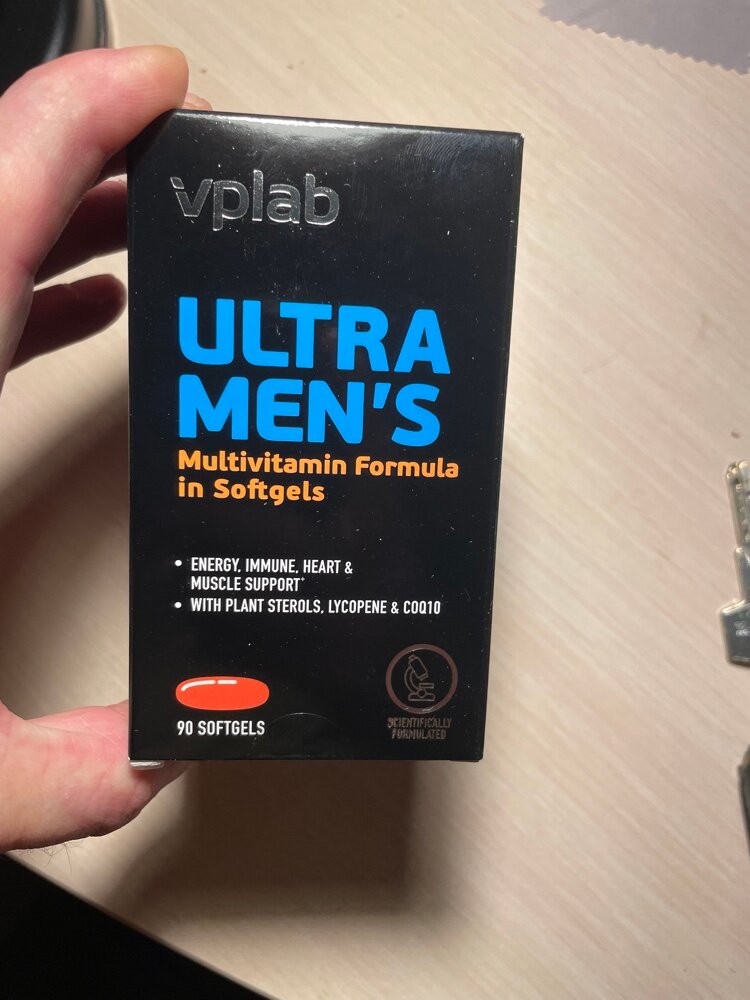 vplab
ULTRA
MEN'S
Multivitamin Formula
in Softgels
• ENERGY, IMMUNE, HEART &
MUSCLE SUPPORT*
• WITH PLANT STEROLS, LYCOPENE & COQ10
90 SOFTGELS
SCIENTIFICALLY
FORMULATED